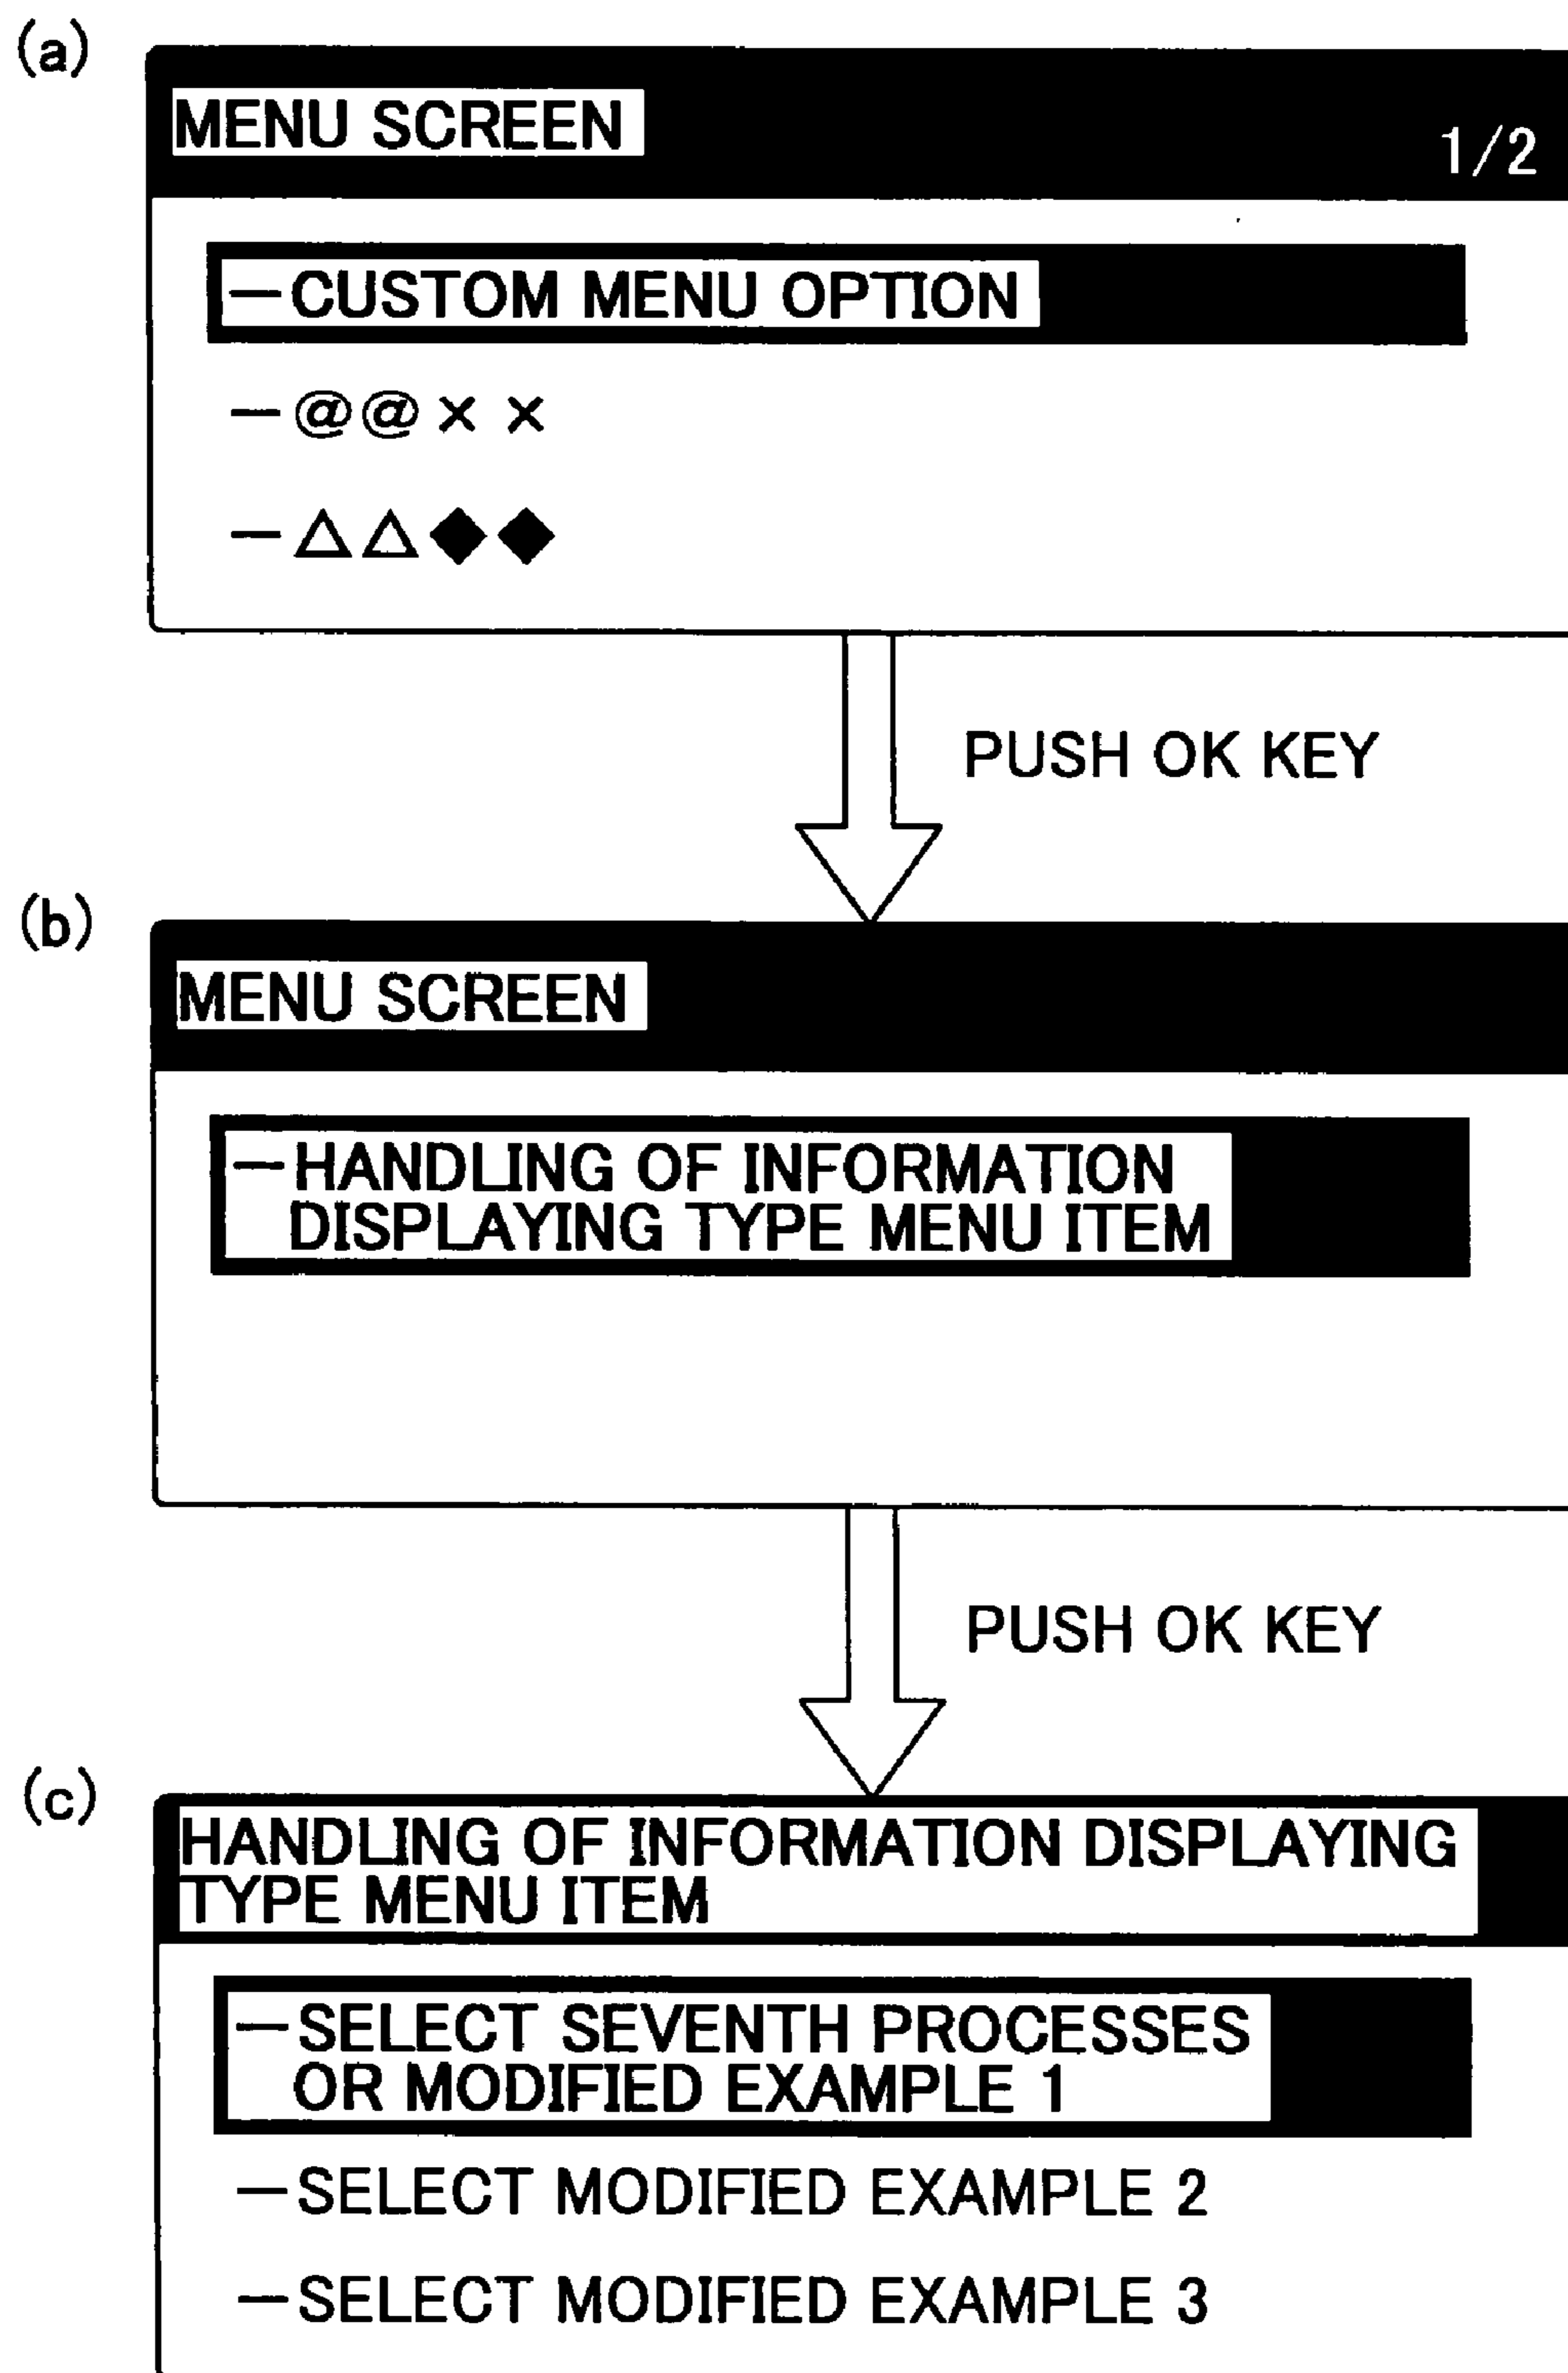 (a)
MENU SCREEN
1/2
—CUSTOM MENU OPTION
—@@××
—△△◆◆
PUSH OK KEY
(b)
MENU SCREEN
—HANDLING OF INFORMATION
DISPLAYING TYPE MENU ITEM
PUSH OK KEY
(c)
HANDLING OF INFORMATION DISPLAYING
TYPE MENU ITEM
—SELECT SEVENTH PROCESSES
OR MODIFIED EXAMPLE 1
—SELECT MODIFIED EXAMPLE 2
—SELECT MODIFIED EXAMPLE 3